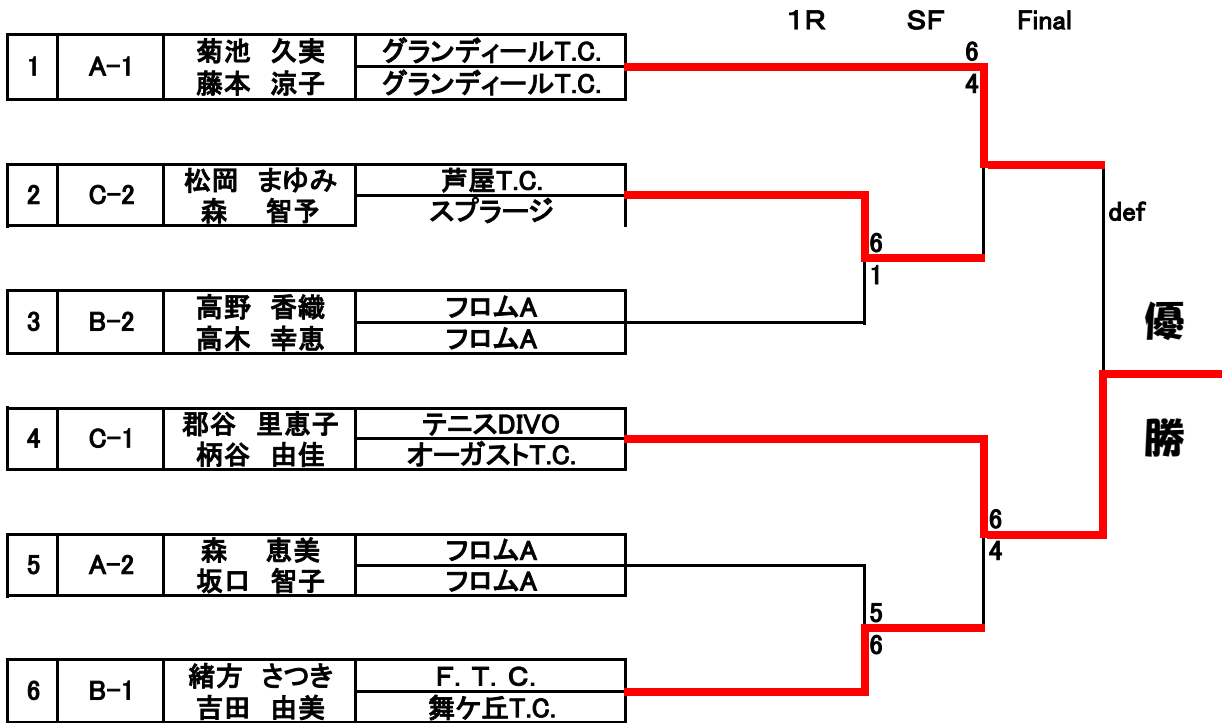 1R SF Final
1 A-1 菊池 久実 グランディールT.C.
藤本 涼子 グランディールT.C.
6
4
2 C-2 松岡 まゆみ 芦屋T.C.
森 智予 スプラージ
def
6
1
3 B-2 高野 香織 フロムA
高木 幸恵 フロムA
優
勝
4 C-1 郡谷 里恵子 テニスDIVO
柄谷 由佳 オーガストT.C.
6
4
5 A-2 森 恵美 フロムA
坂口 智子 フロムA
5
6
6 B-1 緒方 さつき F. T. C.
吉田 由美 舞ケ丘T.C.